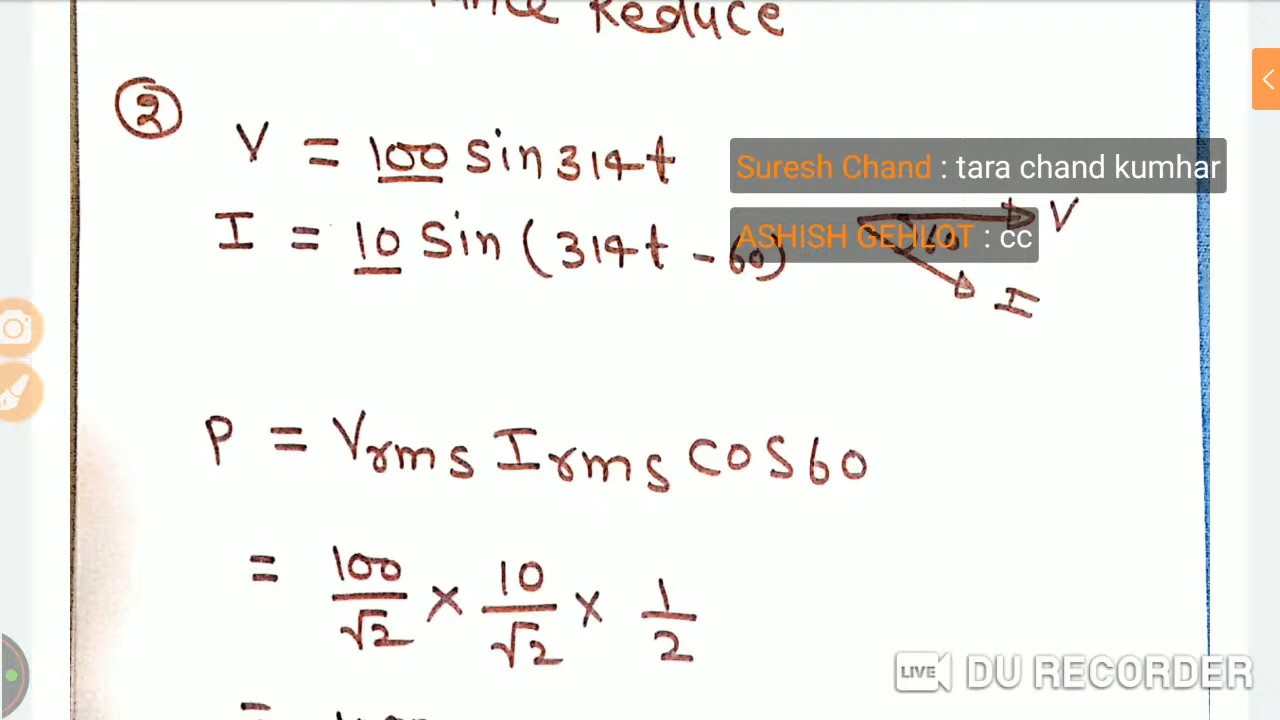 Reduce
②
V = 100 sin 314t
Suresh Chand : tara chand kumhar
I = 10 sin (314t - 60)
ASHISH GEHLOT : cc
60
V
I
P = Vrms Irms cos 60
= 100/√2 × 10/√2 × 1/2
=
LIVE DU RECORDER